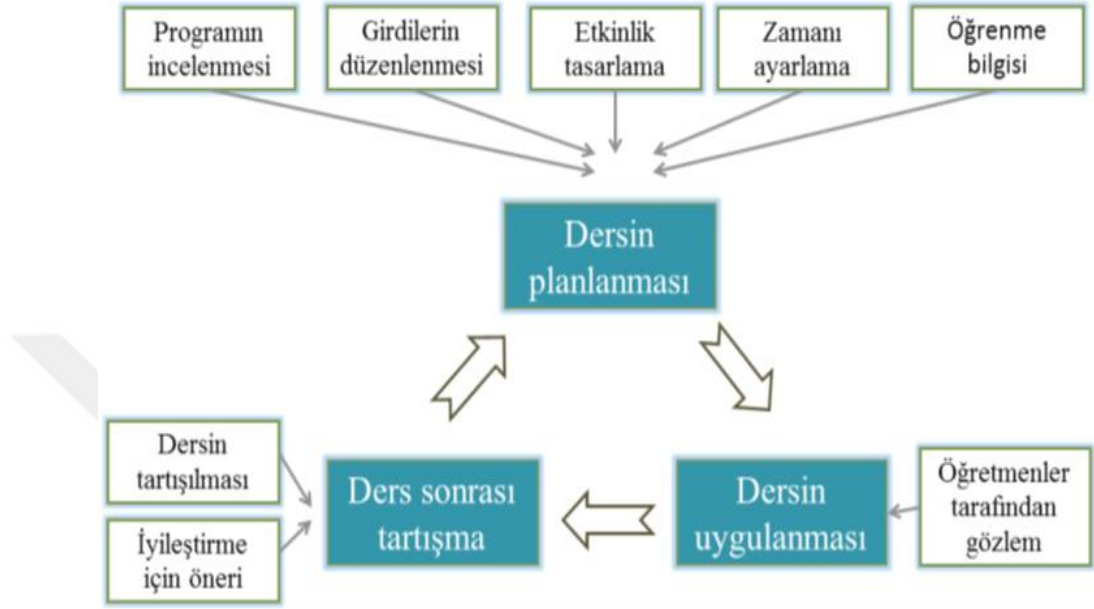 Programın
incelenmesi
Girdilerin
düzenlenmesi
Etkinlik
tasarlama
Zamanı
ayarlama
Öğrenme
bilgisi
Dersin
planlanması
Dersin
tartışılması
İyileştirme
için öneri
Ders sonrası
tartışma
Dersin
uygulanması
Öğretmenler
tarafından
gözlem